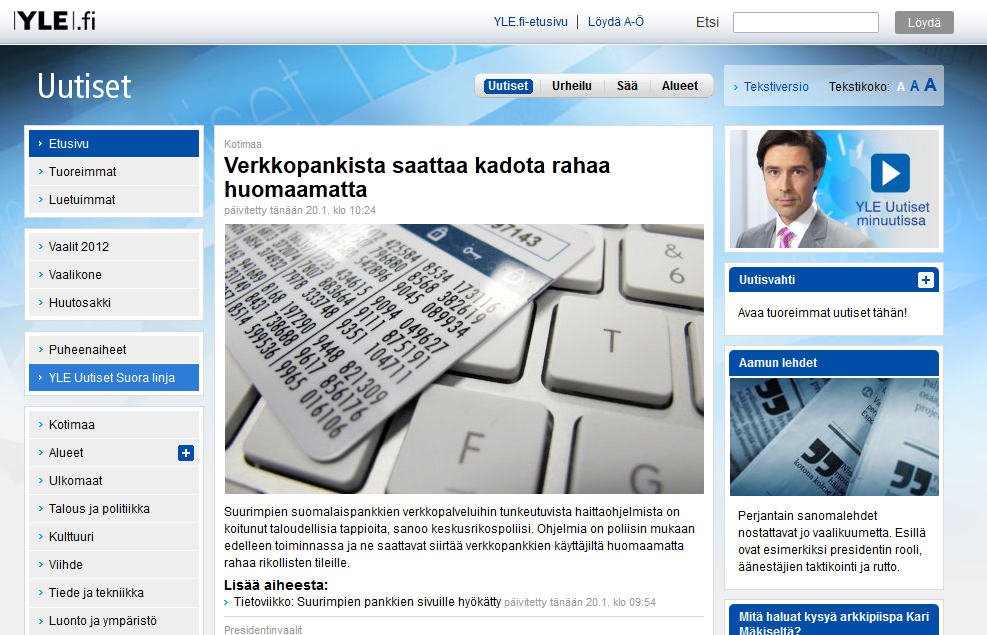 YLE.fi
YLE.fi-etusivu | Löydä A-Ö
Etsi
Löydä
Uutiset
Uutiset
Urheilu
Sää
Alueet
Tekstiversio
Tekstikoko: A A A
Etusivu
Tuoreimmat
Luetuimmat
Vaalit 2012
Vaalikone
Huutosakki
Puheenaiheet
YLE Uutiset Suora linja
Kotimaa
Alueet
Ulkomaat
Talous ja politiikka
Kulttuuri
Viihde
Tiede ja tekniikka
Luonto ja ympäristö
Kotimaa
Verkkopankista saattaa kadota rahaa
huomaamatta
päivitetty tänään 20.1. klo 10:24
&
6
T
F
G
Suurimpien suomalaispankkien verkkopalveluihin tunkeutuvista haittaohjelmista on
koitunut taloudellisia tappioita, sanoo keskusrikospoliisi. Ohjelmia on poliisin mukaan
edelleen toiminnassa ja ne saattavat siirtää verkkopankkien käyttäjiltä huomaamatta
rahaa rikollisten tileille.
Lisää aiheesta:
Tietoviikko: Suurimpien pankkien sivuille hyökätty päivitetty tänään 20.1. klo 09:54
Presidentinvaalit
YLE Uutiset
minuutissa
Uutisvahti
Avaa tuoreimmat uutiset tähän!
Aamun lehdet
Perjantain sanomalehdet
nostattavat jo vaalikuumetta. Esillä
ovat esimerkiksi presidentin rooli,
äänestäjien taktikointi ja rutto.
Mitä haluat kysyä arkkipiispa Kari
Mäkiseltä?